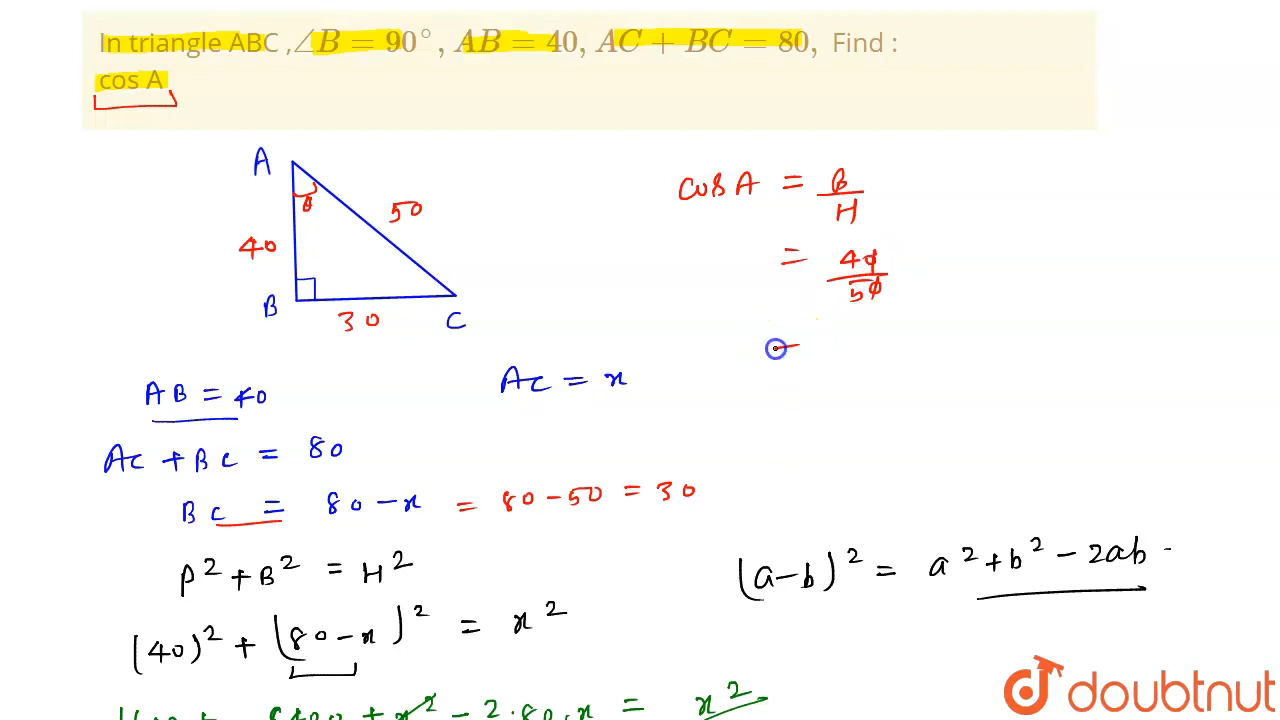 In triangle ABC ,∠B = 90°, AB = 40, AC + BC = 80, Find :
cos A
A
θ
50
40
B
30
C
cos A = B/H
= 40/50
AB = 40
AC = x
AC + BC = 80
BC = 80 - x = 80 - 50 = 30
P² + B² = H²
(a-b)² = a² + b² - 2ab
(40)² + (80-x)² = x²
+ x² - 2·80·x = x²
doubtnut